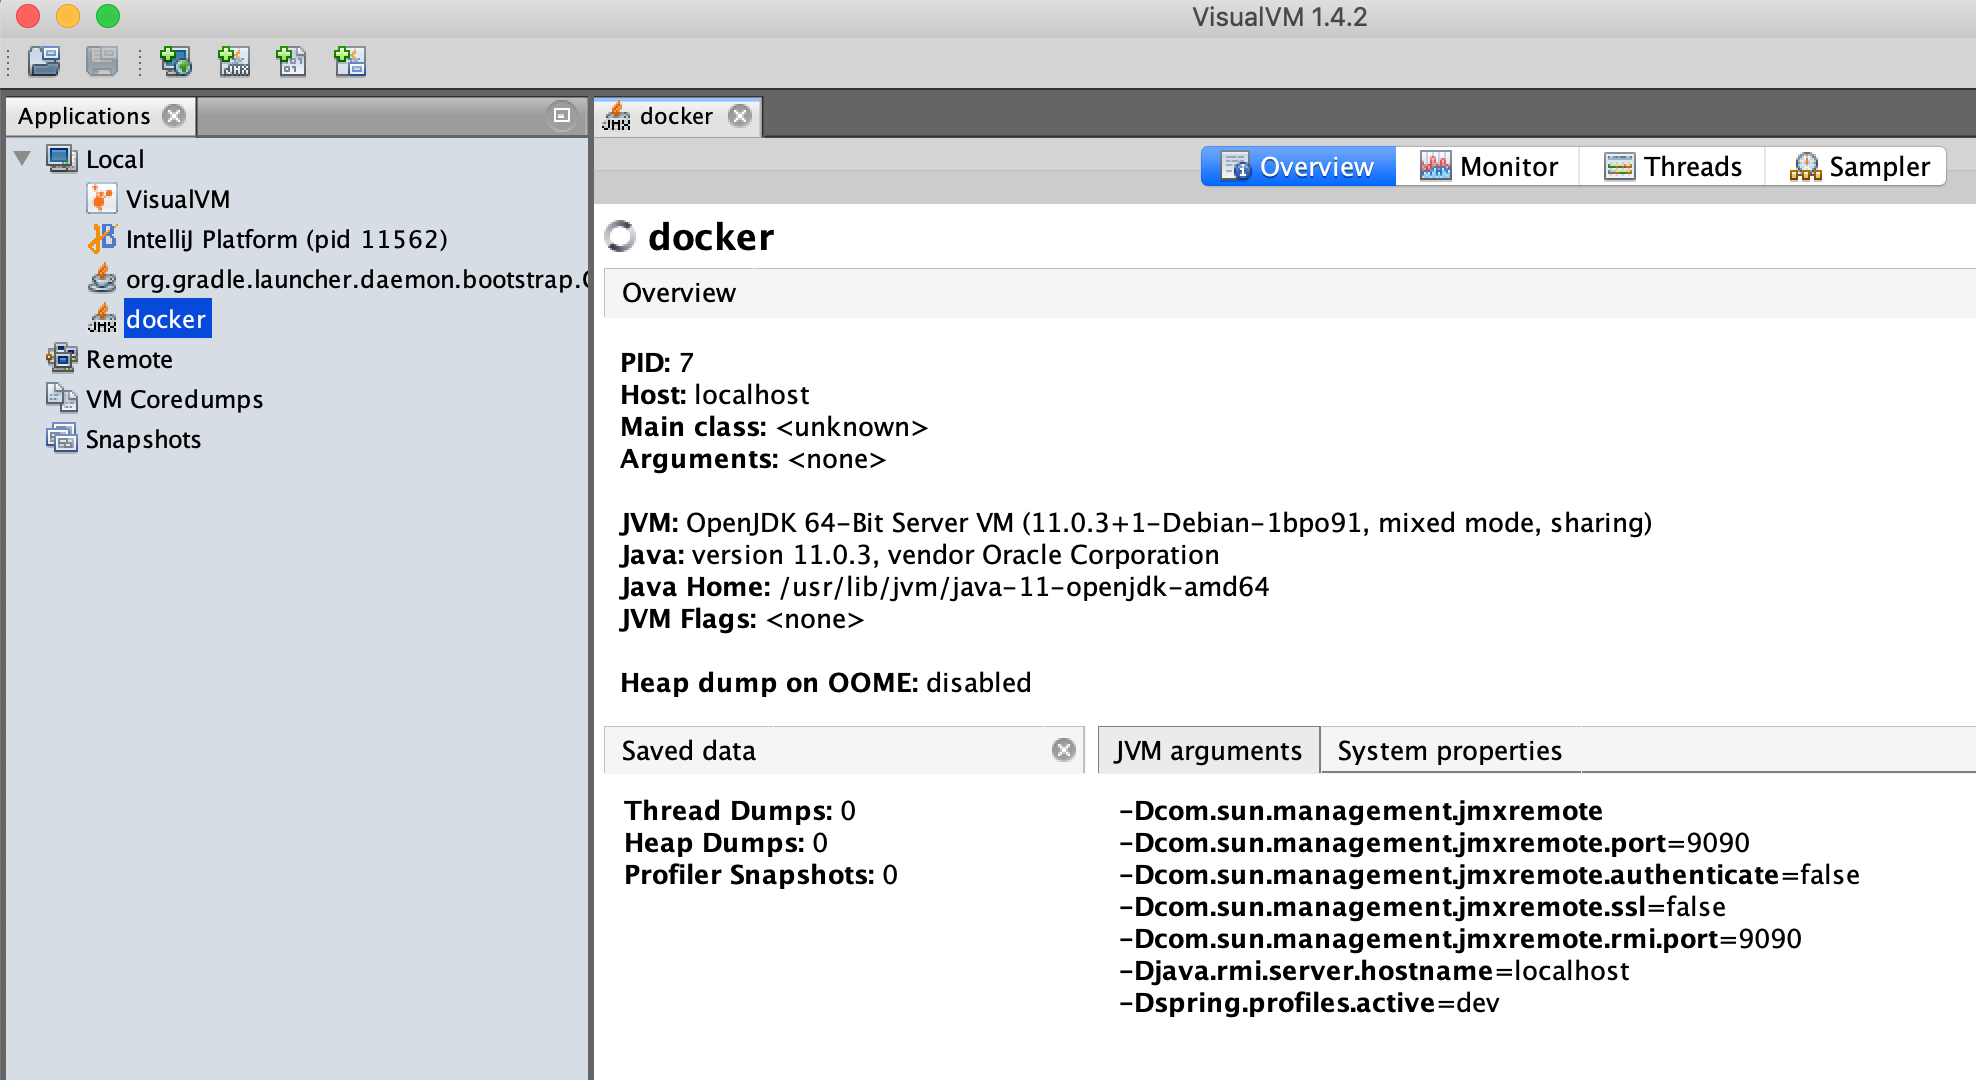 VisualVM 1.4.2
Applications
Local
VisualVM
IntelliJ Platform (pid 11562)
org.gradle.launcher.daemon.bootstrap.
docker
Remote
VM Coredumps
Snapshots
JMX docker
Overview Monitor Threads Sampler
docker
Overview
PID: 7
Host: localhost
Main class: <unknown>
Arguments: <none>
JVM: OpenJDK 64-Bit Server VM (11.0.3+1-Debian-1bpo91, mixed mode, sharing)
Java: version 11.0.3, vendor Oracle Corporation
Java Home: /usr/lib/jvm/java-11-openjdk-amd64
JVM Flags: <none>
Heap dump on OOME: disabled
Saved data
Thread Dumps: 0
Heap Dumps: 0
Profiler Snapshots: 0
JVM arguments System properties
-Dcom.sun.management.jmxremote
-Dcom.sun.management.jmxremote.port=9090
-Dcom.sun.management.jmxremote.authenticate=false
-Dcom.sun.management.jmxremote.ssl=false
-Dcom.sun.management.jmxremote.rmi.port=9090
-Djava.rmi.server.hostname=localhost
-Dspring.profiles.active=dev